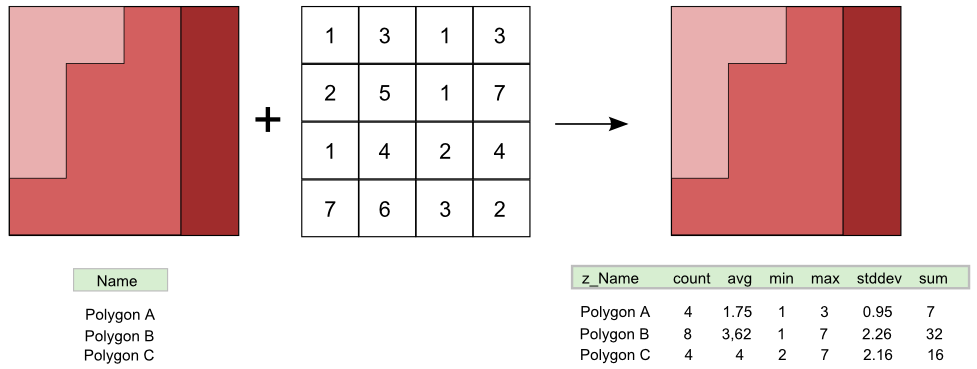 1 3 1 3
2 5 1 7
+
1 4 2 4
7 6 3 2
Name
Polygon A
Polygon B
Polygon C
z_Name count avg min max stddev sum
Polygon A 4 1.75 1 3 0.95 7
Polygon B 8 3,62 1 7 2.26 32
Polygon C 4 4 2 7 2.16 16